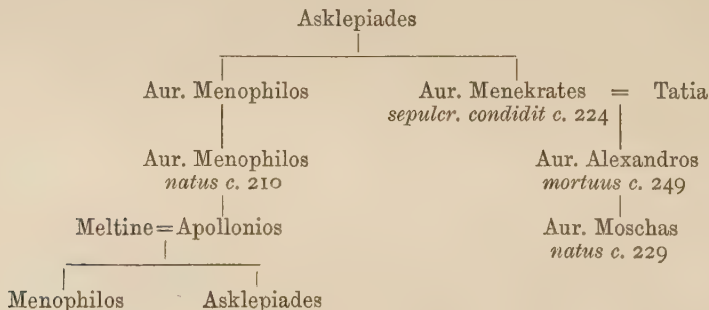 Asklepiades
Aur. Menophilos Aur. Menekrates = Tatia
sepulcr. condidit c. 224
Aur. Menophilos Aur. Alexandros
natus c. 210 mortuus c. 249
Meltine=Apollonios Aur. Moschas
natus c. 229
Menophilos Asklepiades